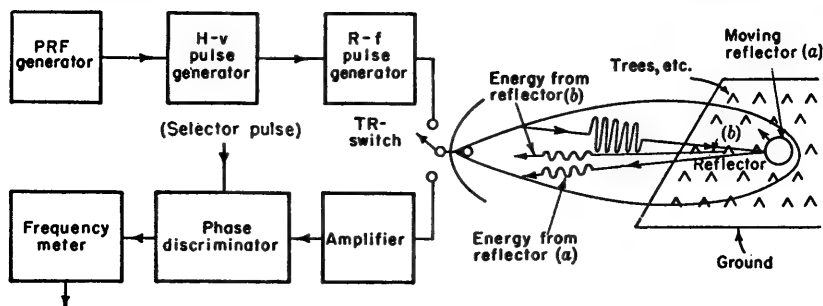 PRF
generator
H-v
pulse
generator
R-f
pulse
generator
Moving
reflector (a)
Trees, etc.
Energy from
reflector (b)
TR-
switch
(b)
Reflector
(Selector pulse)
Frequency
meter
Phase
discriminator
Amplifier
Energy from
reflector (a)
Ground